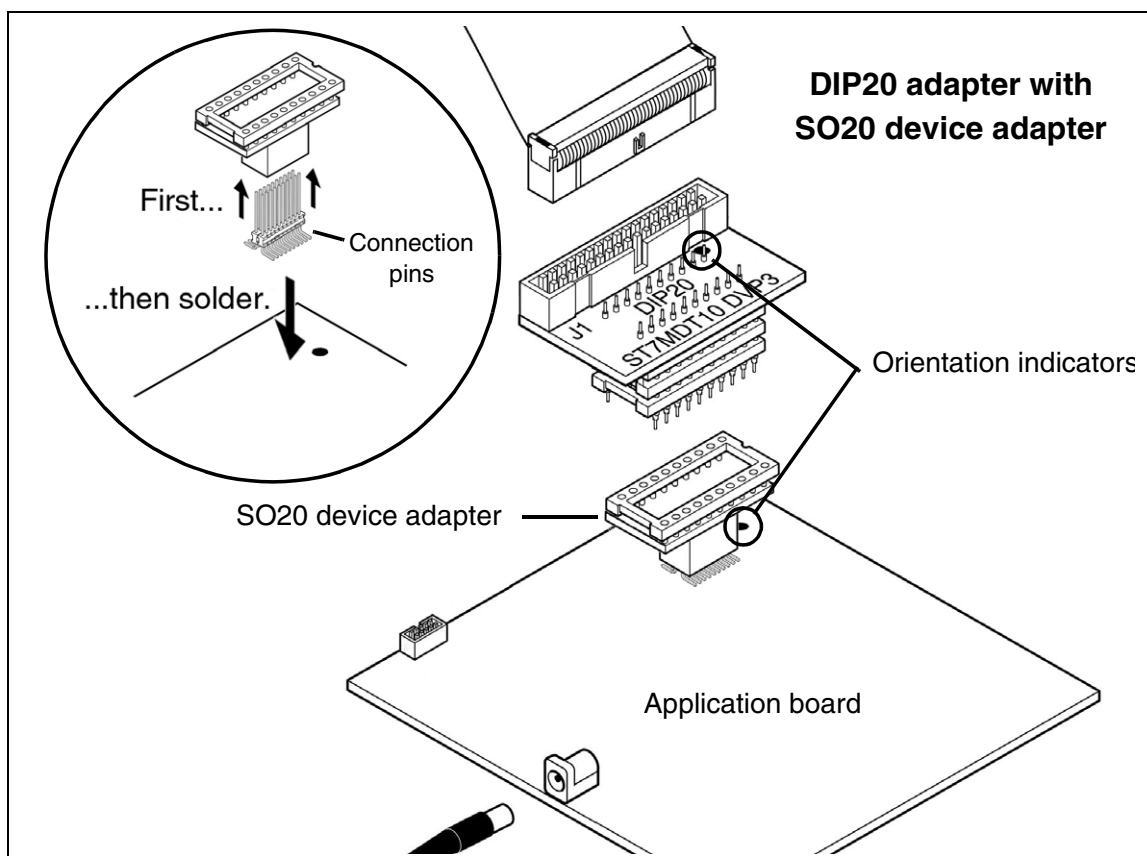 DIP20 adapter with
SO20 device adapter
First...
Connection
pins
...then solder.
J1
DIP20
ST7MDT10 DVP3
Orientation indicators
SO20 device adapter
Application board